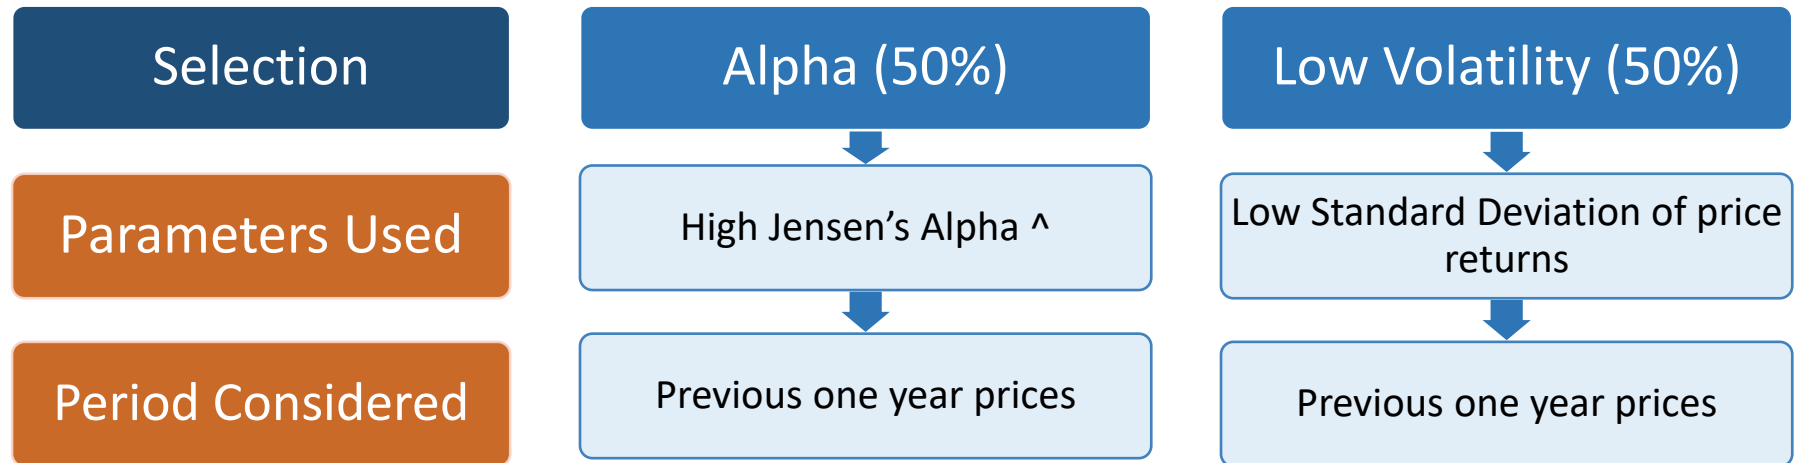 Selection
Alpha (50%)
Low Volatility (50%)
Parameters Used
High Jensen’s Alpha ^
Low Standard Deviation of price
returns
Period Considered
Previous one year prices
Previous one year prices